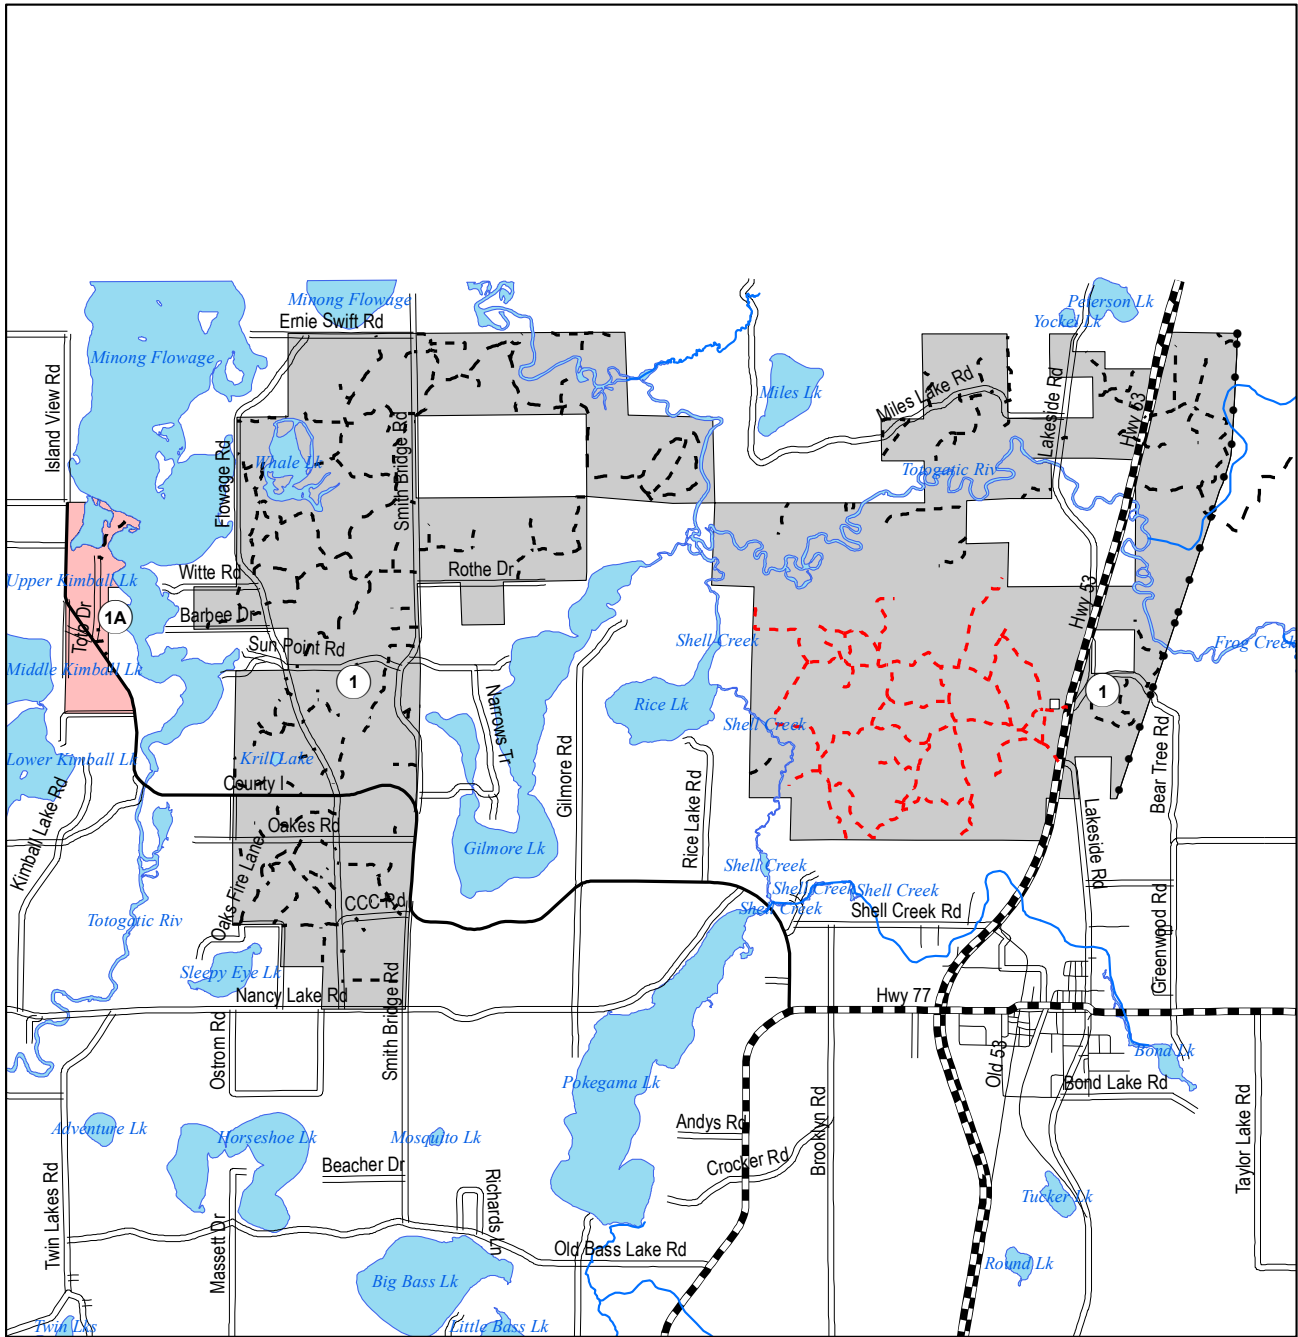 Minong Flowage
Peterson Lk
Yockel Lk
Ernie Swift Rd
Minong Flowage
Island View Rd
Miles Lk
Miles Lake Rd
Lakeside Rd
Hwy 53
Flowage Rd
Whale Lk
Smith Bridge Rd
Totogatic Riv
Upper Kimball Lk
Witte Rd
Rothe Dr
Toto Dr
1A
Barbee Dr
Hwy 53
Sun Point Rd
Shell Creek
Frog Creek
Middle Kimball Lk
1
1
Narrows Tr
Rice Lk
Shell Creek
Bear Tree Rd
Lower Kimball Lk
Krill Lake
Gilmore Rd
County I
Kimball Lake Rd
Oakes Rd
Rice Lake Rd
Lakeside Rd
Gilmore Lk
Oaks Fire Lane
Shell Creek
Shell Creek
Shell Creek
CCC Rd
Shell Creek
Shell Creek Rd
Totogatic Riv
Greenwood Rd
Sleepy Eye Lk
Nancy Lake Rd
Hwy 77
Smith Bridge Rd
Ostrom Rd
Old 53
Bond Lk
Pokegama Lk
Bond Lake Rd
Adventure Lk
Horseshoe Lk
Mosquito Lk
Andys Rd
Brooklyn Rd
Taylor Lake Rd
Beacher Dr
Crocker Rd
Twin Lakes Rd
Richards Ln
Tucker Lk
Massett Dr
Old Bass Lake Rd
Round Lk
Big Bass Lk
Twin Lks
Little Bass Lk